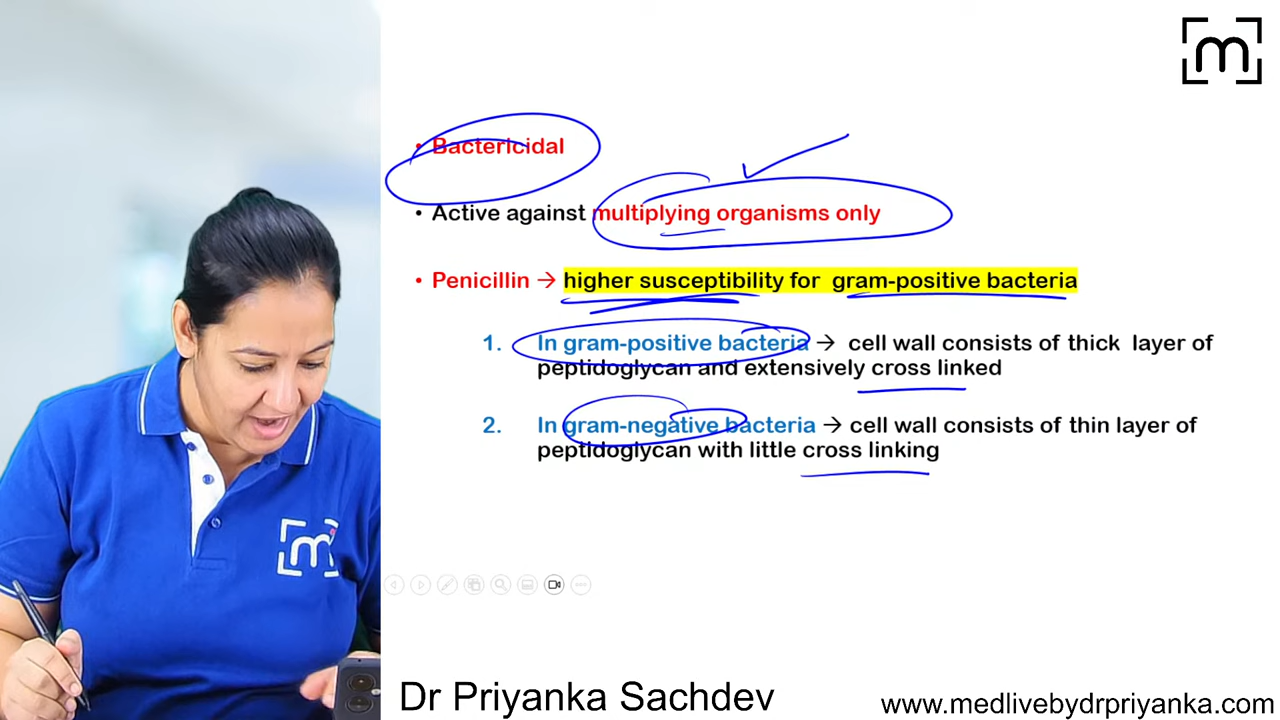 m
• Bactericidal
• Active against multiplying organisms only
• Penicillin → higher susceptibility for gram-positive bacteria
1. In gram-positive bacteria → cell wall consists of thick layer of
peptidoglycan and extensively cross linked
2. In gram-negative bacteria → cell wall consists of thin layer of
peptidoglycan with little cross linking
m
Dr Priyanka Sachdev
www.medlivebydrpriyanka.com